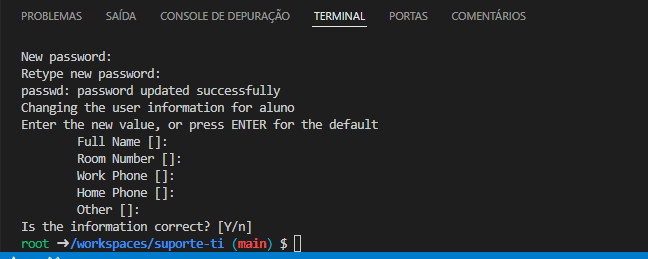 PROBLEMAS SAÍDA CONSOLE DE DEPURAÇÃO TERMINAL PORTAS COMENTÁRIOS
New password:
Retype new password:
passwd: password updated successfully
Changing the user information for aluno
Enter the new value, or press ENTER for the default
Full Name []:
Room Number []:
Work Phone []:
Home Phone []:
Other []:
Is the information correct? [Y/n]
root ➜/workspaces/suporte-ti (main) $